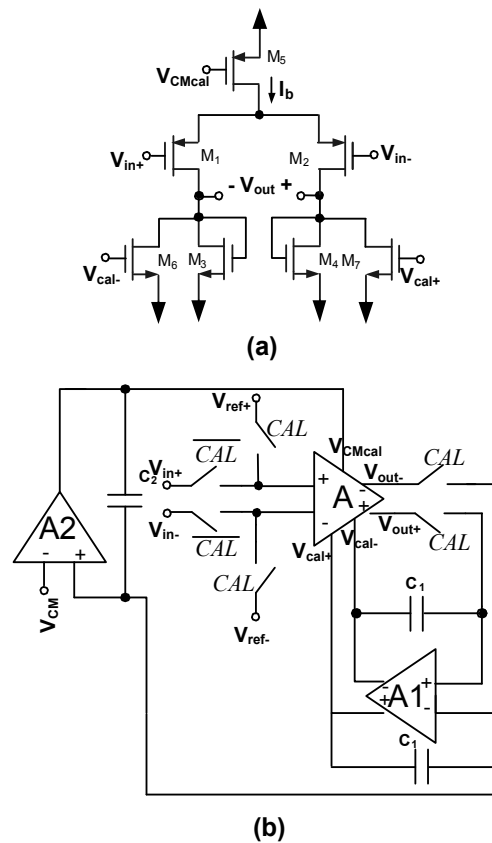 M5
VCMcal
Ib
Vin+
M1
M2
Vin-
- Vout +
M6
M3
M4
M7
Vcal-
Vcal+
(a)
Vref+
CAL
VCMcal
C2
Vin+
CAL
Vout-
CAL
+
-
A
-
+
A2
Vin-
CAL
Vcal-
Vout+
CAL
Vcal+
-
+
CAL
C1
VCM
Vref-
-
+
A1
+
-
C1
(b)